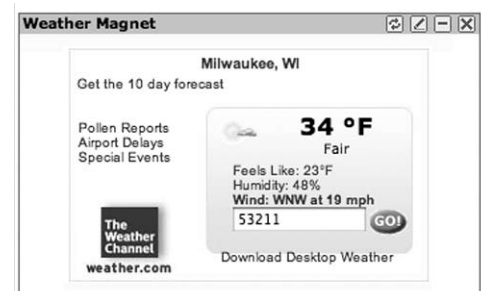 Weather Magnet
Milwaukee, WI
Get the 10 day forecast
Pollen Reports
Airport Delays
Special Events
34 °F
Fair
Feels Like: 23°F
Humidity: 48%
Wind: WNW at 19 mph
53211
GO!
The
Weather
Channel
weather.com
Download Desktop Weather